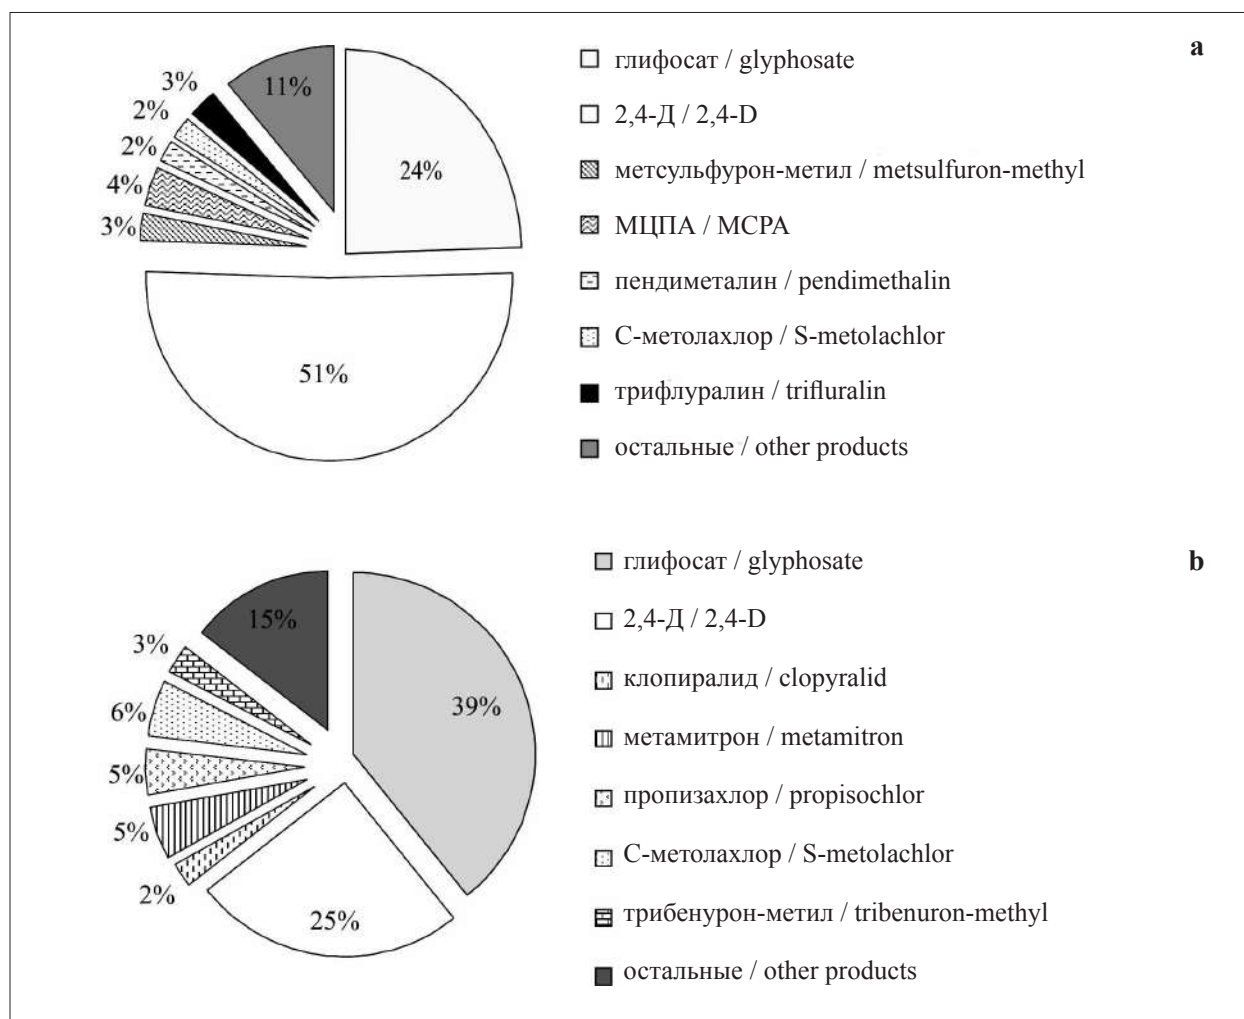 a
глифосат / glyphosate
2,4-Д / 2,4-D
метсульфурон-метил / metsulfuron-methyl
МЦПА / MCPA
пендиметалин / pendimethalin
С-метолахлор / S-metolachlor
трифлуралин / trifluralin
остальные / other products
24%
51%
3%
4%
2%
2%
3%
11%
b
глифосат / glyphosate
2,4-Д / 2,4-D
клопиралид / clopyralid
метамитрон / metamitron
пропизахлор / propisochlor
С-метолахлор / S-metolachlor
трибенурон-метил / tribenuron-methyl
остальные / other products
39%
25%
2%
5%
5%
6%
3%
15%